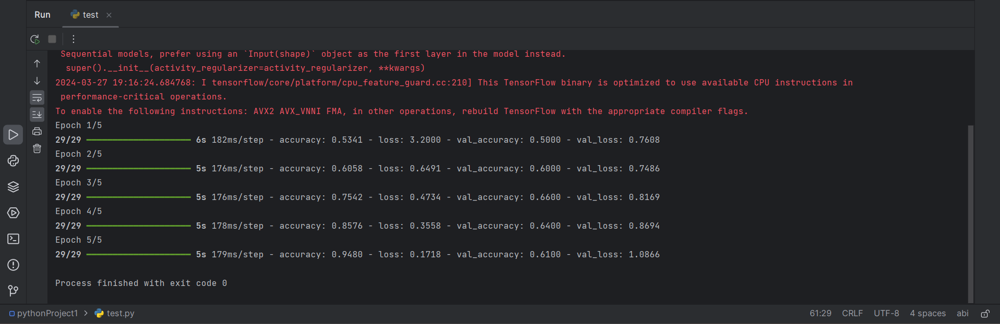 Run
test
Sequential models, prefer using an `Input(shape)` object as the first layer in the model instead.
super().__init__(activity_regularizer=activity_regularizer, **kwargs)
2024-03-27 19:16:24.684768: I tensorflow/core/platform/cpu_feature_guard.cc:210] This TensorFlow binary is optimized to use available CPU instructions in
performance-critical operations.
To enable the following instructions: AVX2 AVX_VNNI FMA, in other operations, rebuild TensorFlow with the appropriate compiler flags.
Epoch 1/5
29/29 6s 182ms/step - accuracy: 0.5341 - loss: 3.2000 - val_accuracy: 0.5000 - val_loss: 0.7608
Epoch 2/5
29/29 5s 176ms/step - accuracy: 0.6058 - loss: 0.6491 - val_accuracy: 0.6000 - val_loss: 0.7486
Epoch 3/5
29/29 5s 176ms/step - accuracy: 0.7542 - loss: 0.4734 - val_accuracy: 0.6600 - val_loss: 0.8169
Epoch 4/5
29/29 5s 178ms/step - accuracy: 0.8576 - loss: 0.3558 - val_accuracy: 0.6400 - val_loss: 0.8694
Epoch 5/5
29/29 5s 179ms/step - accuracy: 0.9480 - loss: 0.1718 - val_accuracy: 0.6100 - val_loss: 1.0866
Process finished with exit code 0
pythonProject1 > test.py
61:29 CRLF UTF-8 4 spaces abi